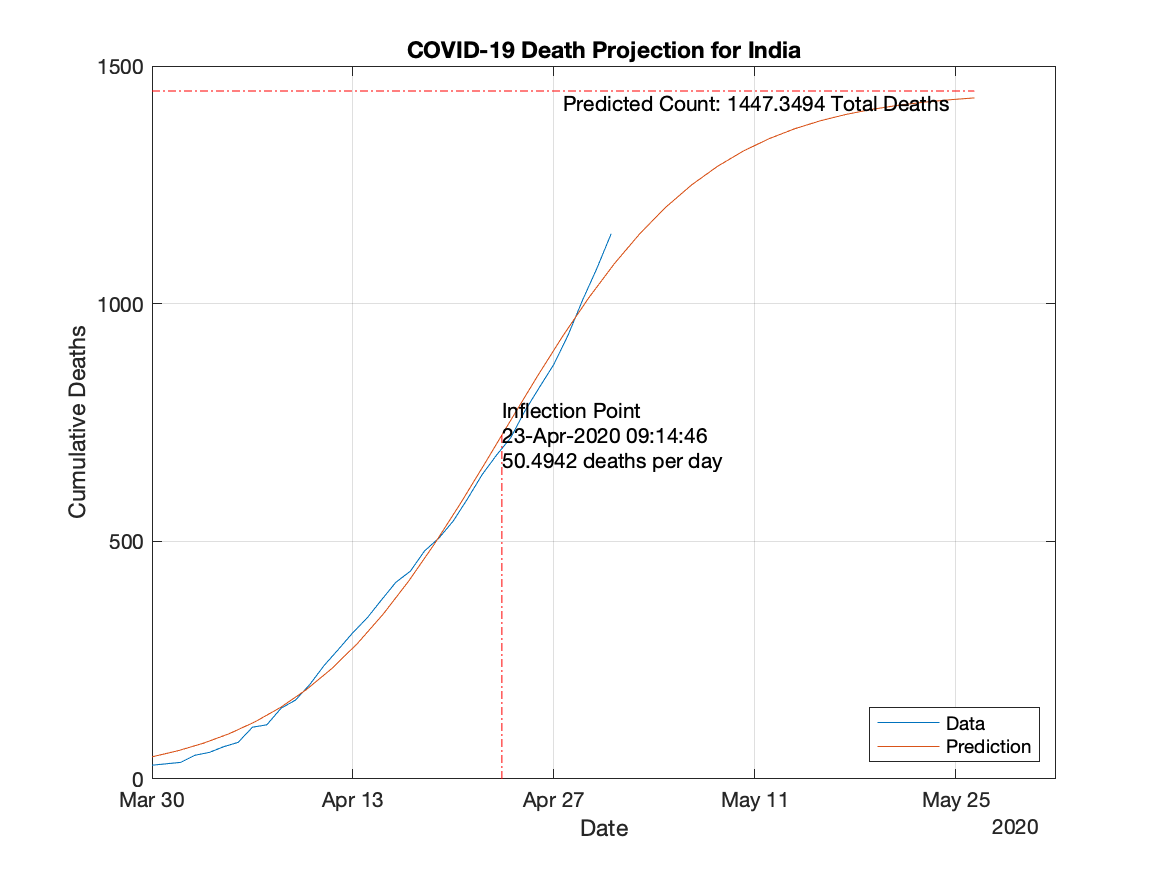 COVID-19 Death Projection for India
1500
Predicted Count: 1447.3494 Total Deaths
1000
Cumulative Deaths
Inflection Point
23-Apr-2020 09:14:46
50.4942 deaths per day
500
Data
Prediction
0
Mar 30
Apr 13
Apr 27
May 11
May 25
Date
2020